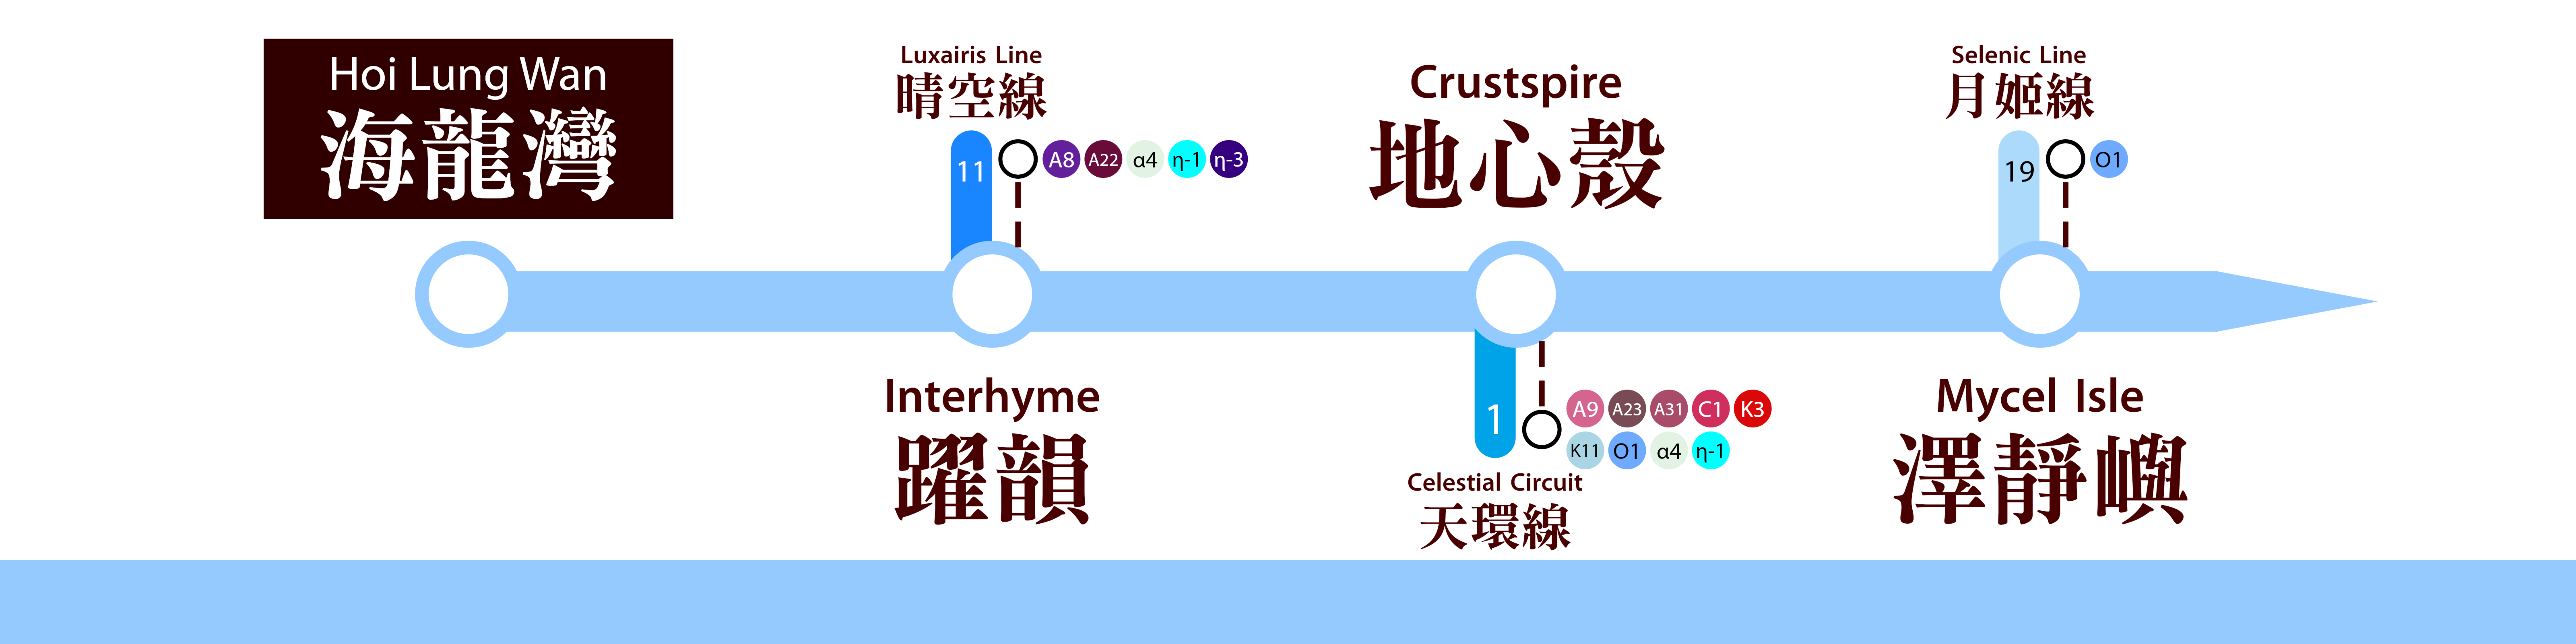 Hoi Lung Wan
海龍灣
Luxairis Line
晴空線
11
A8 A22 α4 η-1 η-3
Interhyme
躍韻
Crustspire
地心殼
1
A9 A23 A31 C1 K3
K11 O1 α4 η-1
Celestial Circuit
天環線
Selenic Line
月姬線
19
O1
Mycel Isle
澤靜嶼